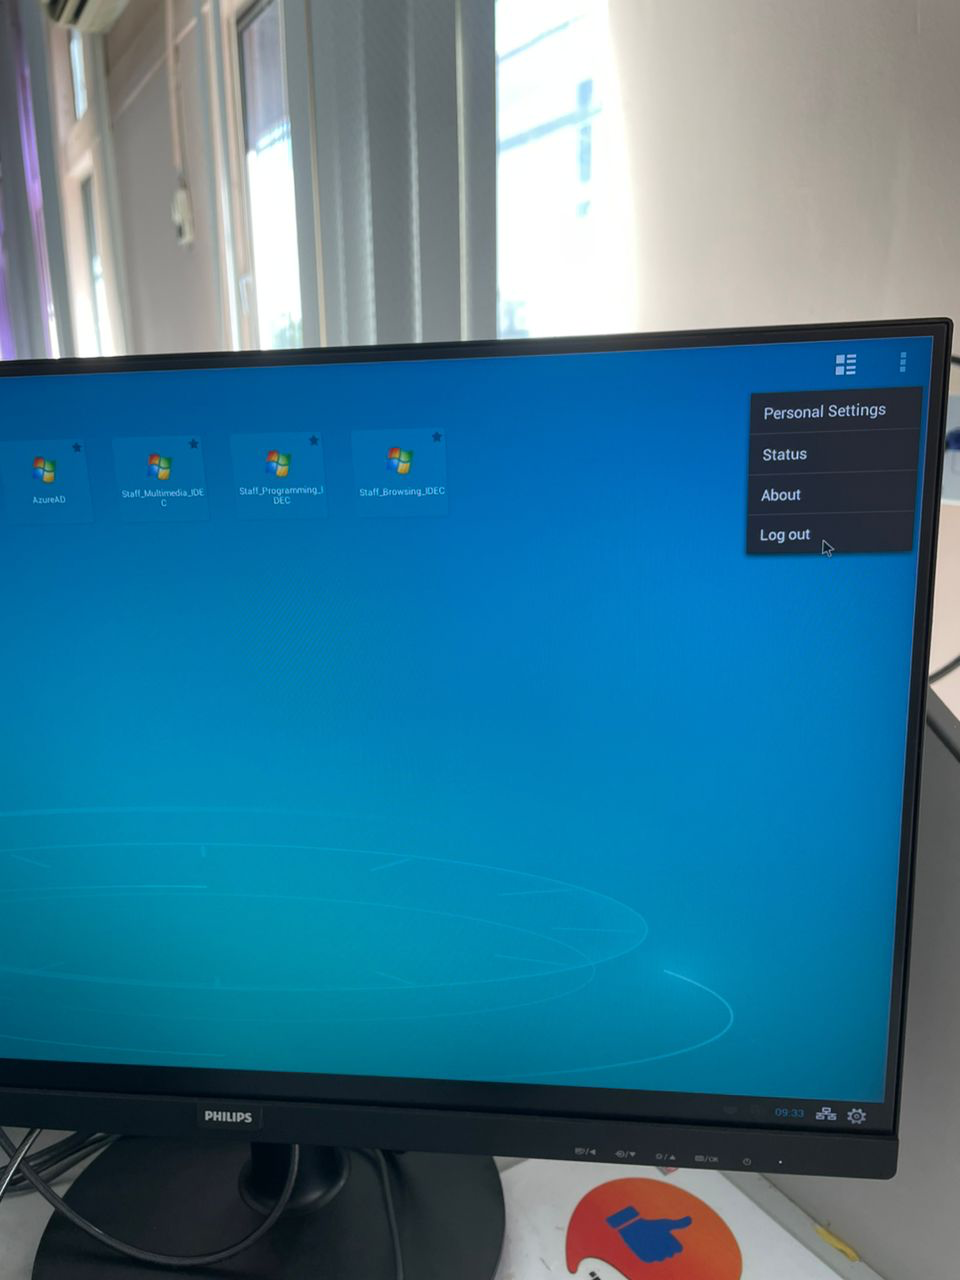 Personal Settings
Status
About
Log out
AzureAD
Staff_Multimedia_IDE
C
Staff_Programming_I
DEC
Staff_Browsing_IDEC
09:33
PHILIPS